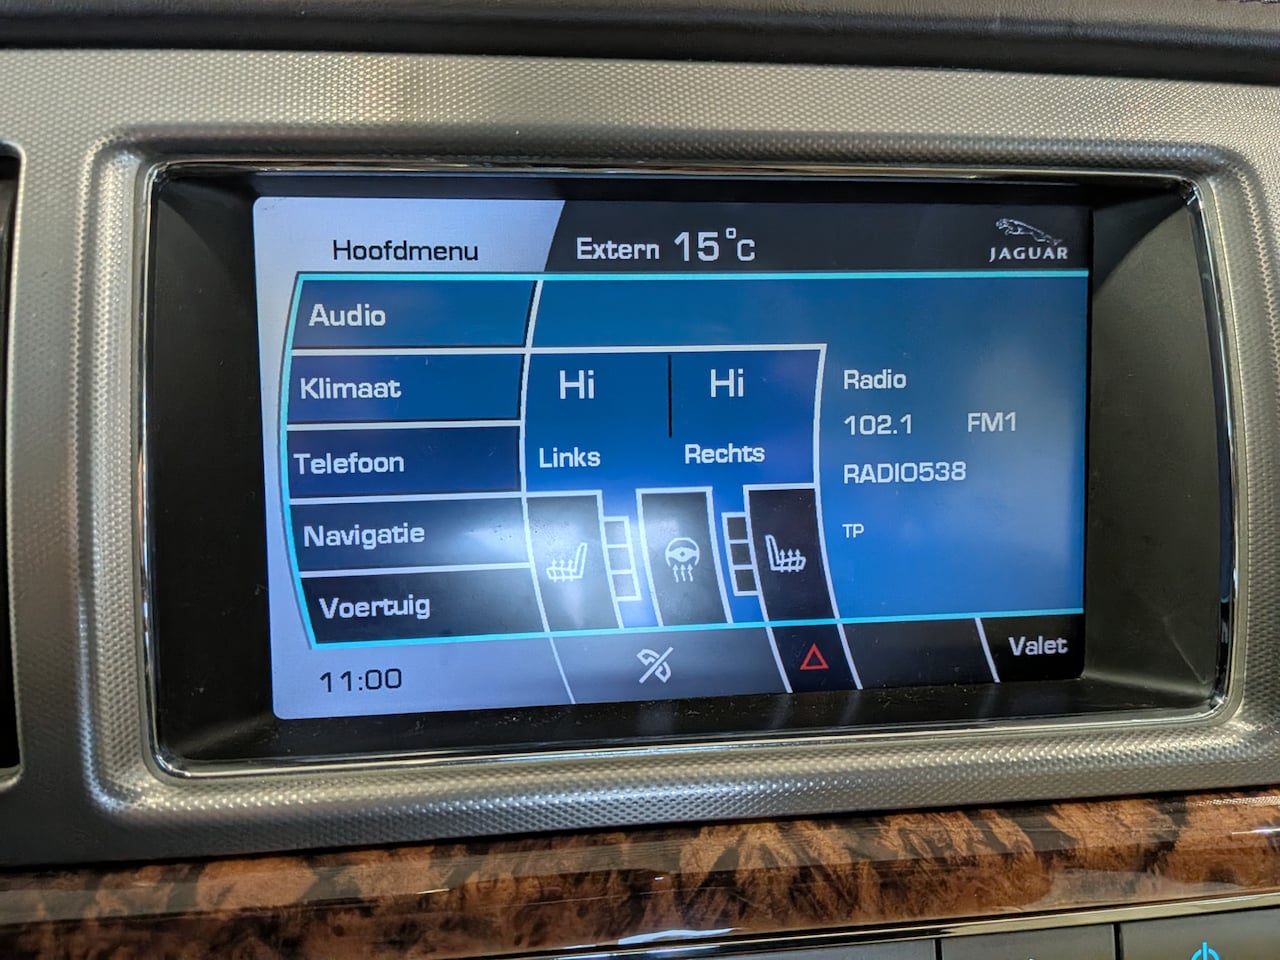 Hoofdmenu
Extern 15°C
JAGUAR
Audio
Klimaat
Telefoon
Navigatie
Voertuig
Hi
Hi
Links
Rechts
Radio
102.1 FM1
RADIO538
TP
11:00
Valet